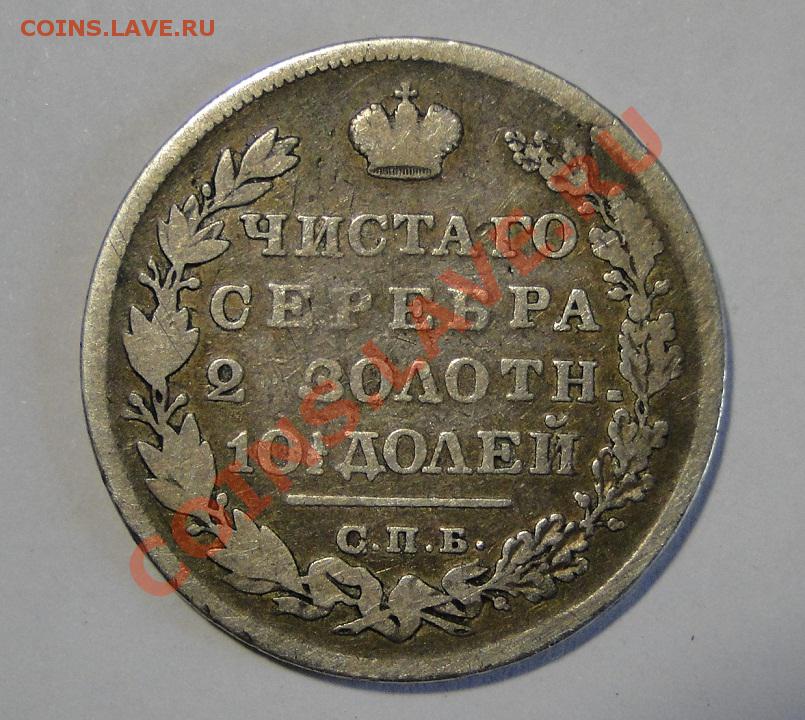 COINS.LAVE.RU
ЧИСТАГО
СЕРЕБРА
2 ЗОЛОТН.
10½ ДОЛЕЙ
С.П.Б.
COINS.LAVE.RU